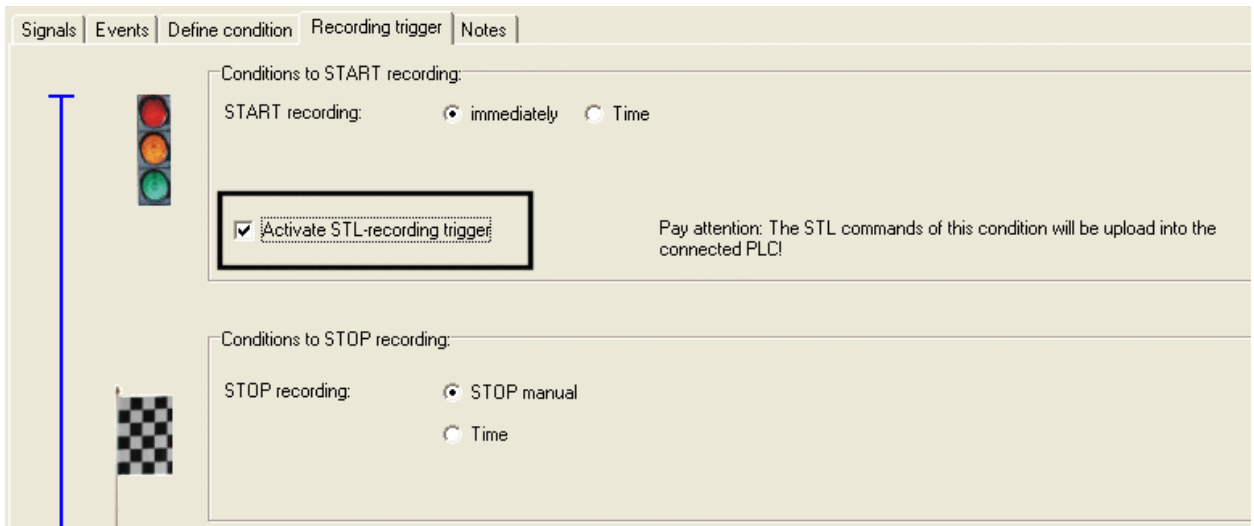 Signals Events Define condition Recording trigger Notes
Conditions to START recording:
START recording: immediately Time
Activate STL-recording trigger Pay attention: The STL commands of this condition will be upload into the
connected PLC!
Conditions to STOP recording:
STOP recording: STOP manual
Time